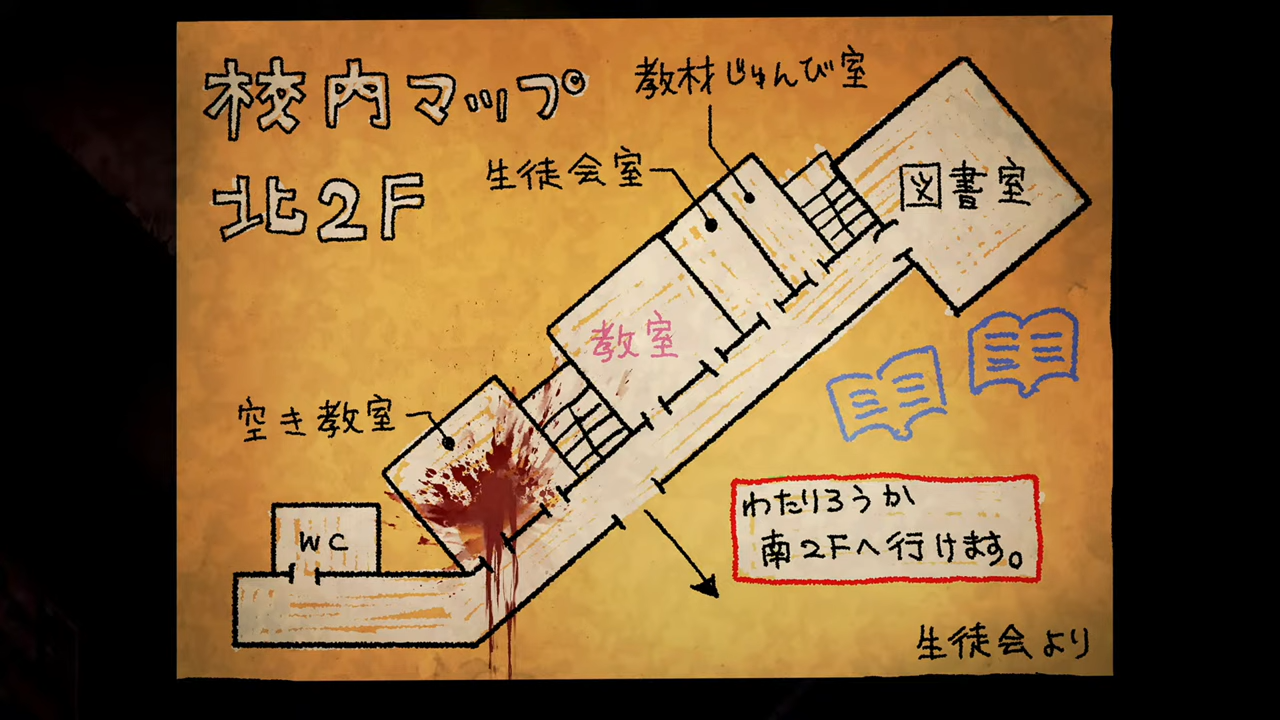 校内マップ
北2F
教材じゅんび室
生徒会室
図書室
教室
空き教室
WC
わたりろうか
南2Fへ行けます。
生徒会より